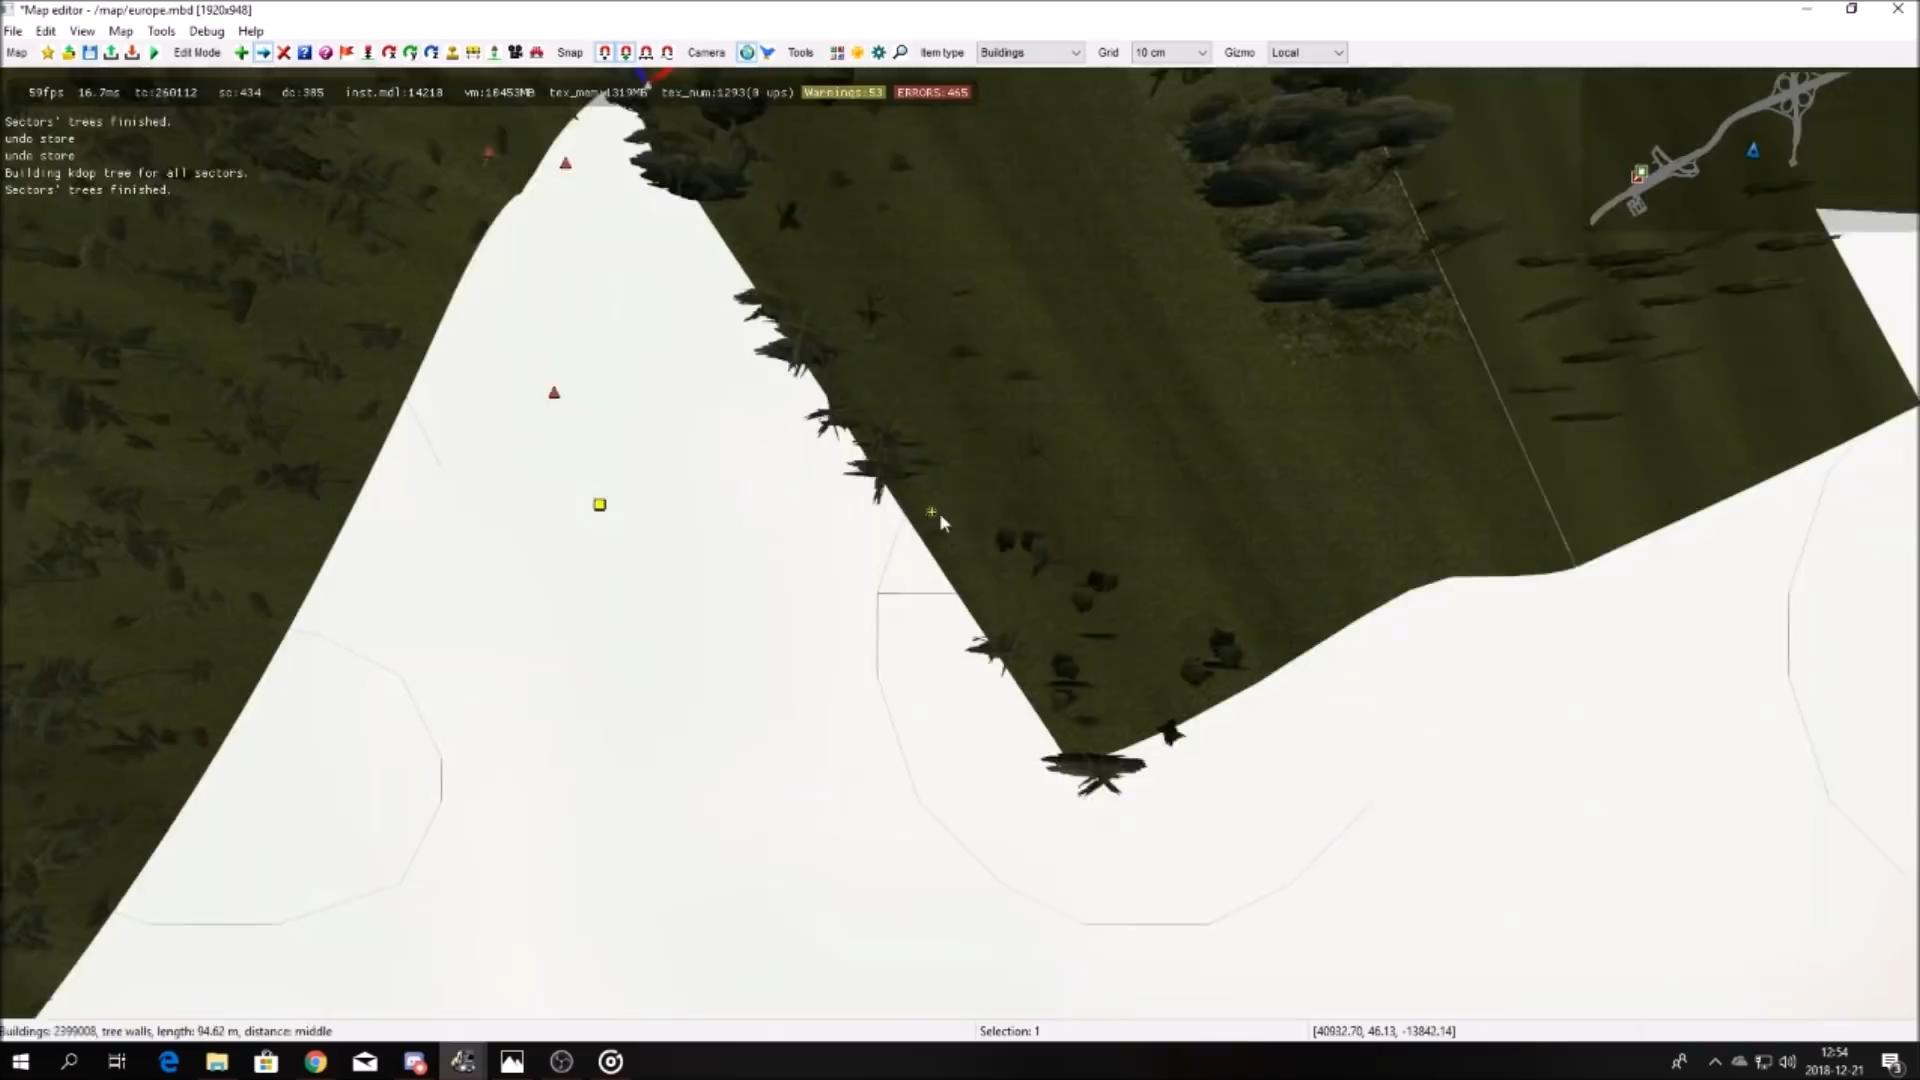 *Map editor - /map/europe.mbd [1920x948]
File Edit View Map Tools Debug Help
Map Edit Mode Snap Camera Tools Item type Buildings Grid 10 cm Gizmo Local
59fps 16.7ms tc:260112 sc:434 dc:385 inst.mdl:14218 vm:10453MB tex_mem:1319MB tex_num:1293(0 ups) Warnings:53 ERRORS:465
Sectors' trees finished.
undo store
undo store
Building kdop tree for all sectors.
Sectors' trees finished.
Buildings: 2399008, tree walls, length: 94.62 m, distance: middle Selection: 1 [40932.70, 46.13, -13842.14]
12:54
2018-12-21
3